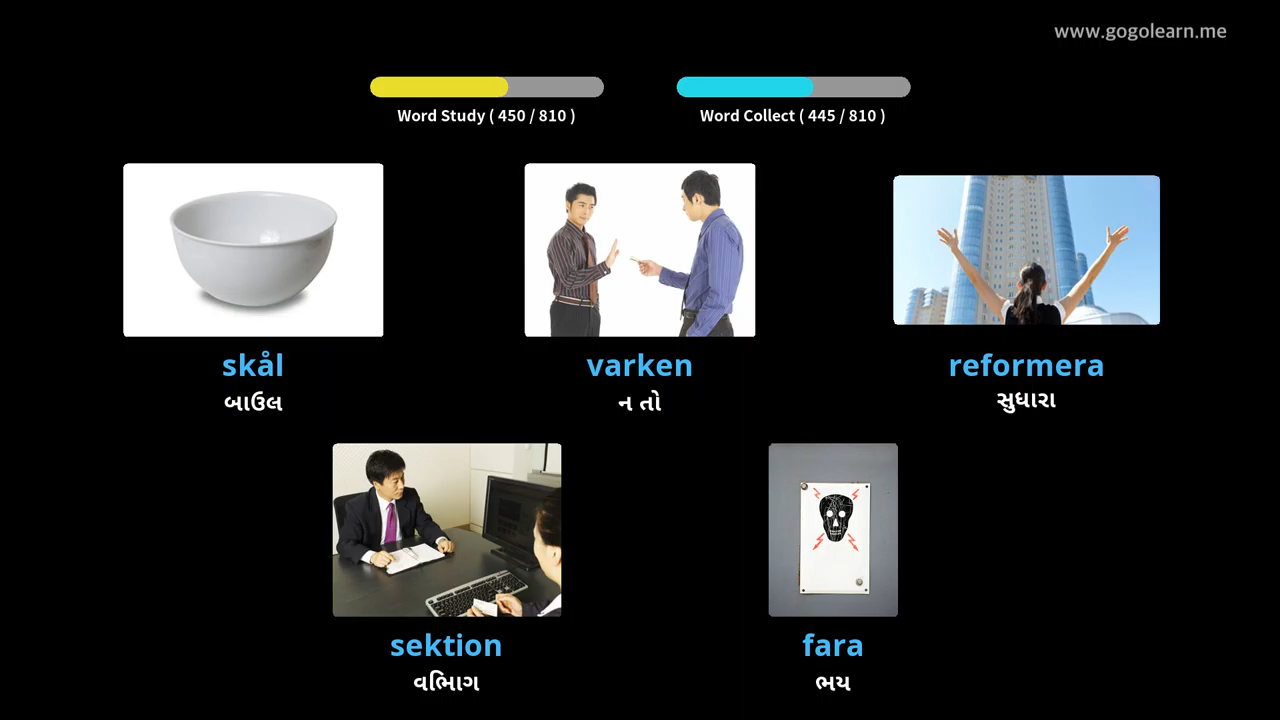 www.gogolearn.me
Word Study ( 450 / 810 )
Word Collect ( 445 / 810 )
skål
બાઉલ
varken
ન તો
reformera
સુધારા
sektion
વિભાગ
fara
ભય